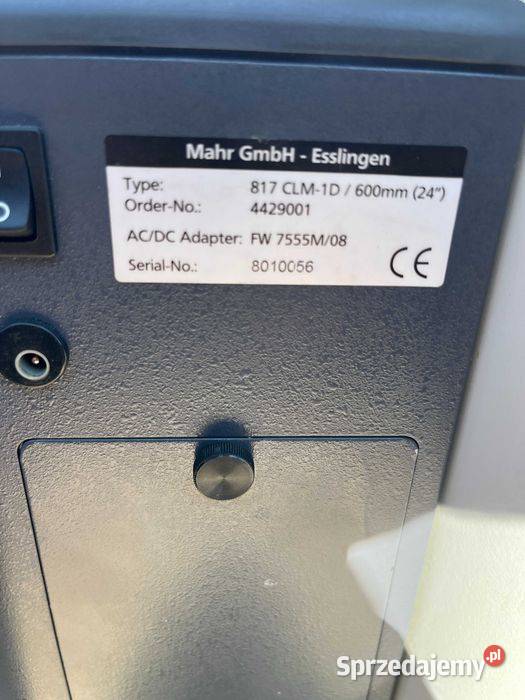 Mahr GmbH - Esslingen
Type: 817 CLM-1D / 600mm (24")
Order-No.: 4429001
AC/DC Adapter: FW 7555M/08
Serial-No.: 8010056 CE
Sprzedajemy.pl